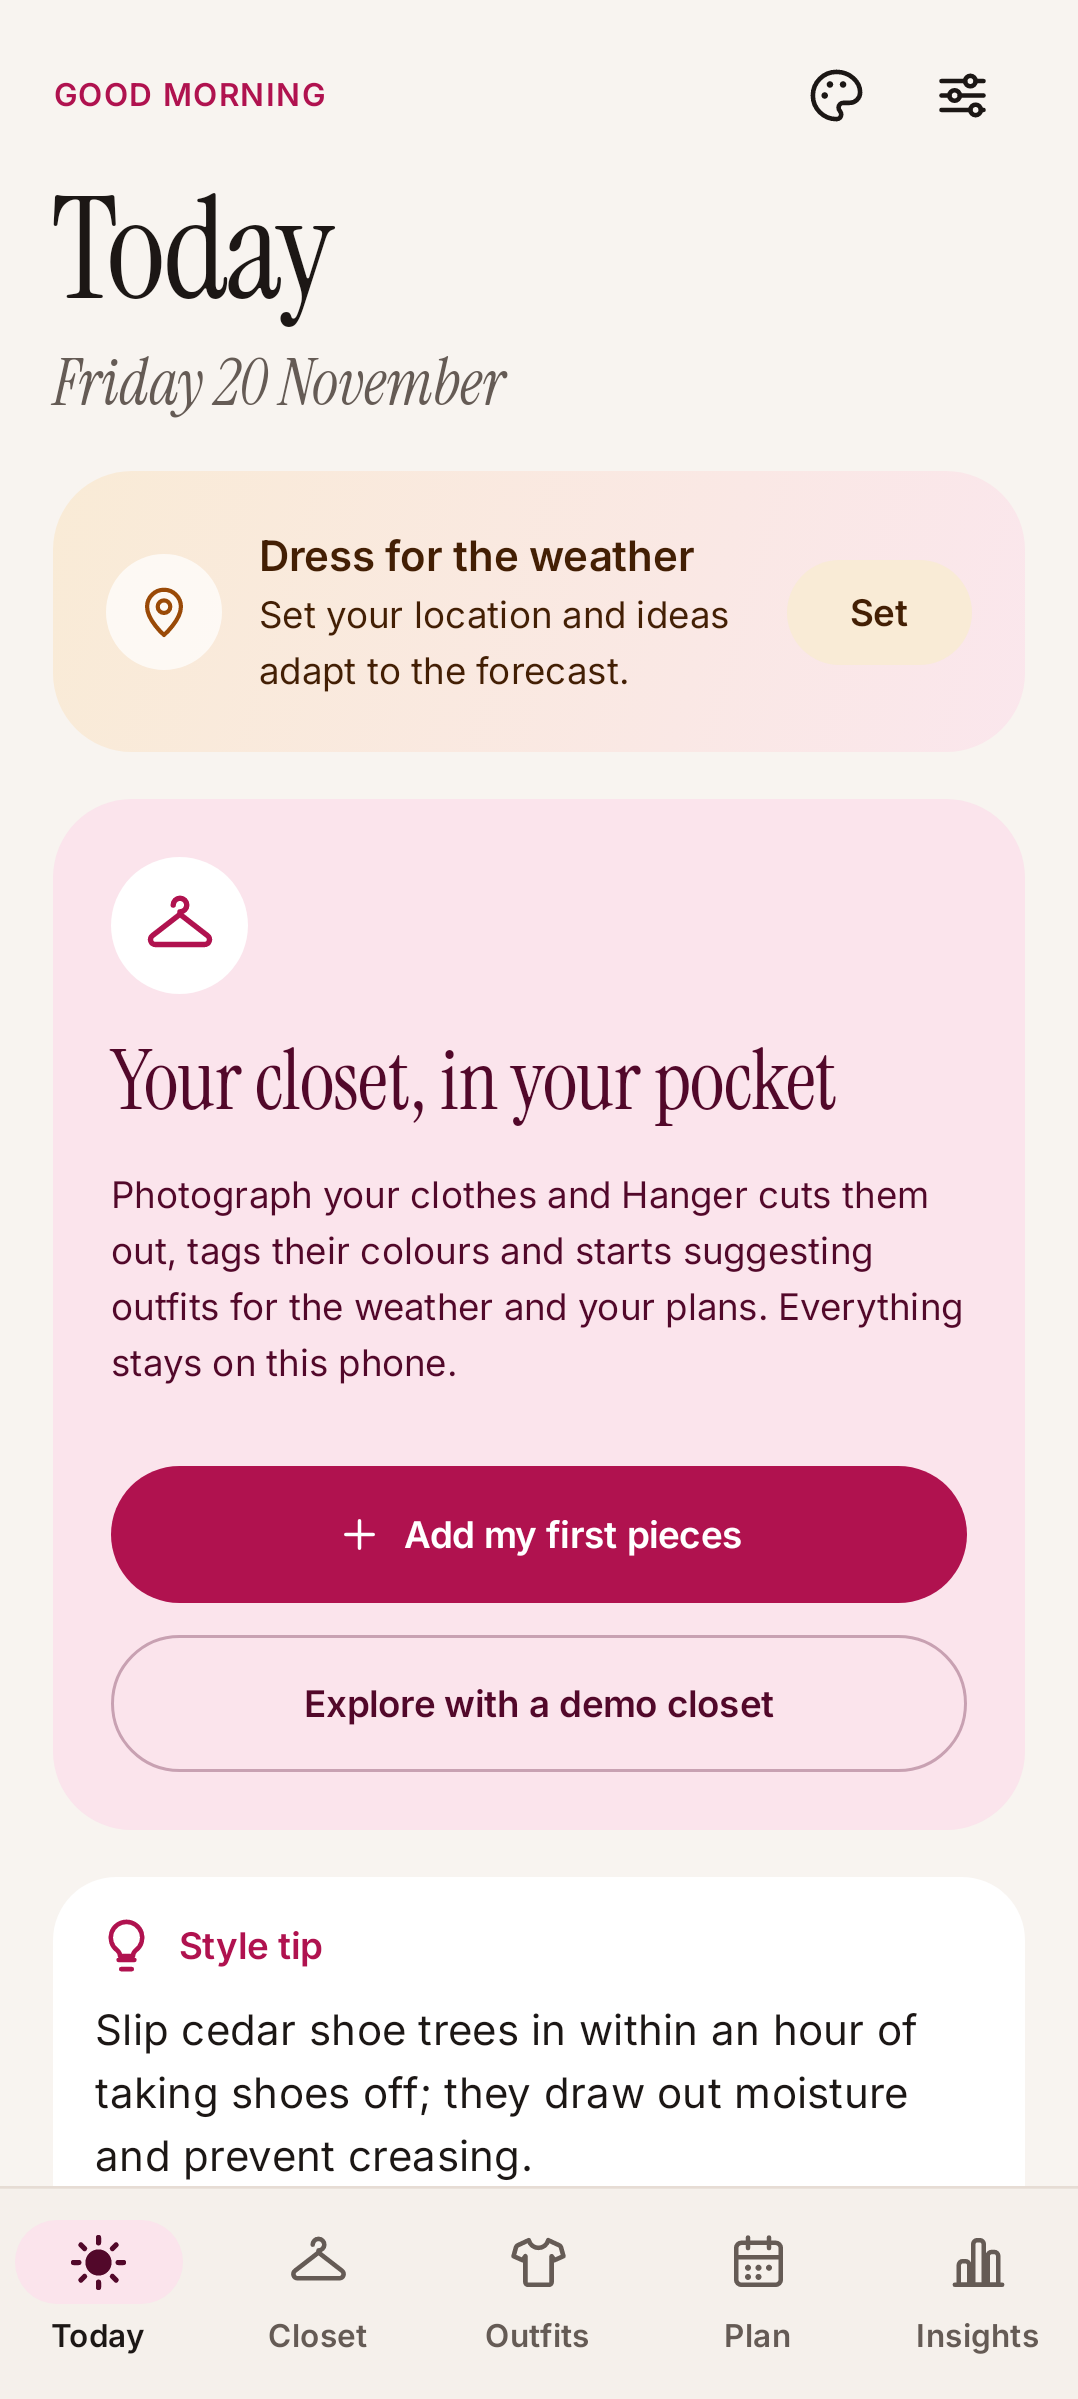 GOOD MORNING
Today
Friday 20 November
Dress for the weather
Set your location and ideas
adapt to the forecast.
Set
Your closet, in your pocket
Photograph your clothes and Hanger cuts them
out, tags their colours and starts suggesting
outfits for the weather and your plans. Everything
stays on this phone.
Add my first pieces
Explore with a demo closet
Style tip
Slip cedar shoe trees in within an hour of
taking shoes off; they draw out moisture
and prevent creasing.
Today
Closet
Outfits
Plan
Insights